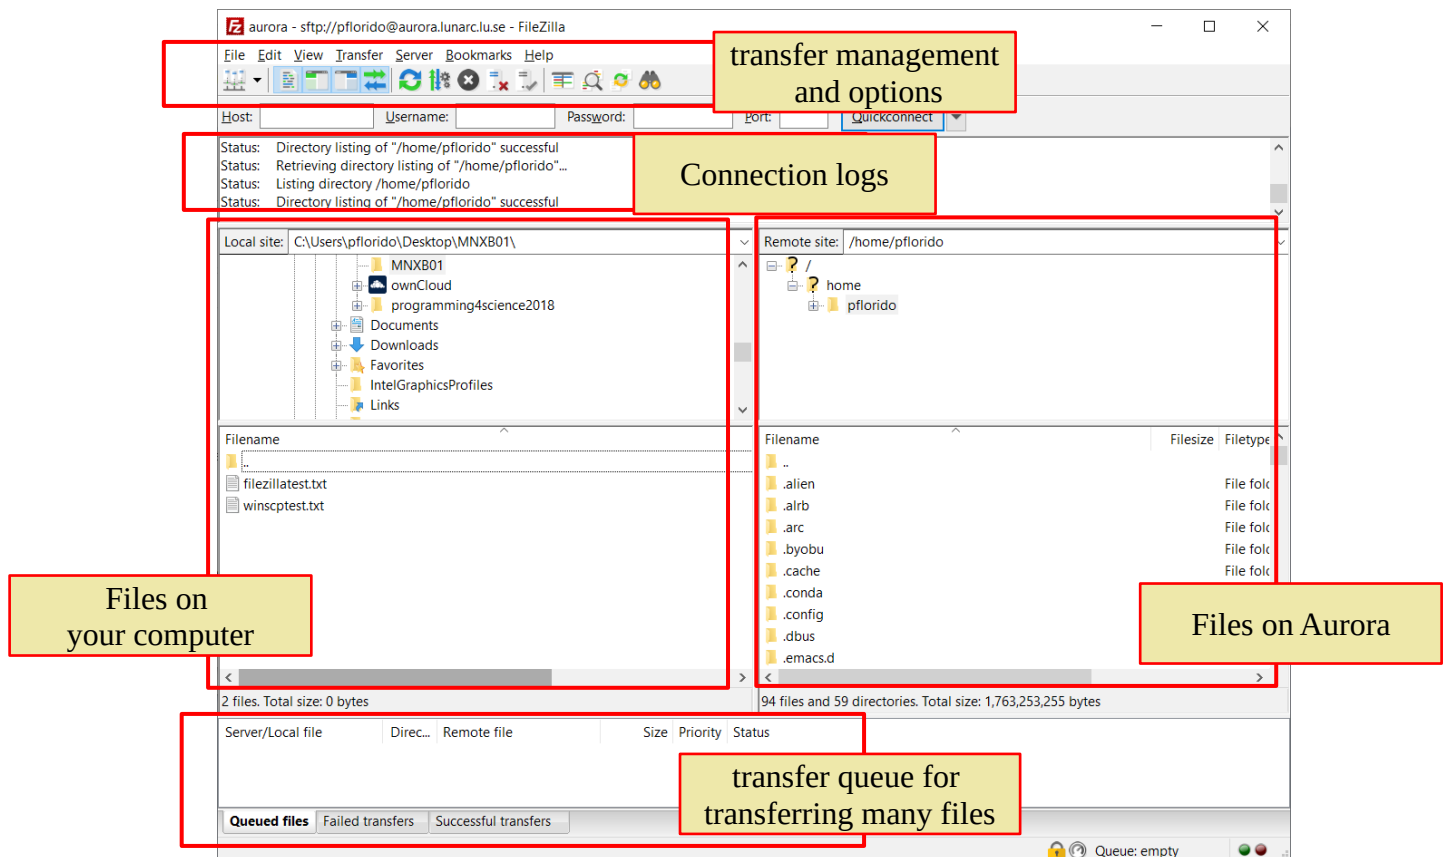 aurora - sftp://pflorido@aurora.lunarc.lu.se - FileZilla
File Edit View Transfer Server Bookmarks Help
transfer management
and options
Host: Username: Password: Port: Quickconnect
Status: Directory listing of "/home/pflorido" successful
Status: Retrieving directory listing of "/home/pflorido"...
Status: Listing directory /home/pflorido
Status: Directory listing of "/home/pflorido" successful
Connection logs
Local site: C:\Users\pflorido\Desktop\MNXB01\
MNXB01
ownCloud
programming4science2018
Documents
Downloads
Favorites
IntelGraphicsProfiles
Links
Remote site: /home/pflorido
/
home
pflorido
Filename
..
filezillatest.txt
winscptest.txt
Files on
your computer
2 files. Total size: 0 bytes
Filename Filesize Filetype
..
.alien File folc
.alrb File folc
.arc File folc
.byobu File folc
.cache File folc
.conda
.config
.dbus
.emacs.d
Files on Aurora
94 files and 59 directories. Total size: 1,763,253,255 bytes
Server/Local file Direc... Remote file Size Priority Status
transfer queue for
transferring many files
Queued files Failed transfers Successful transfers
Queue: empty